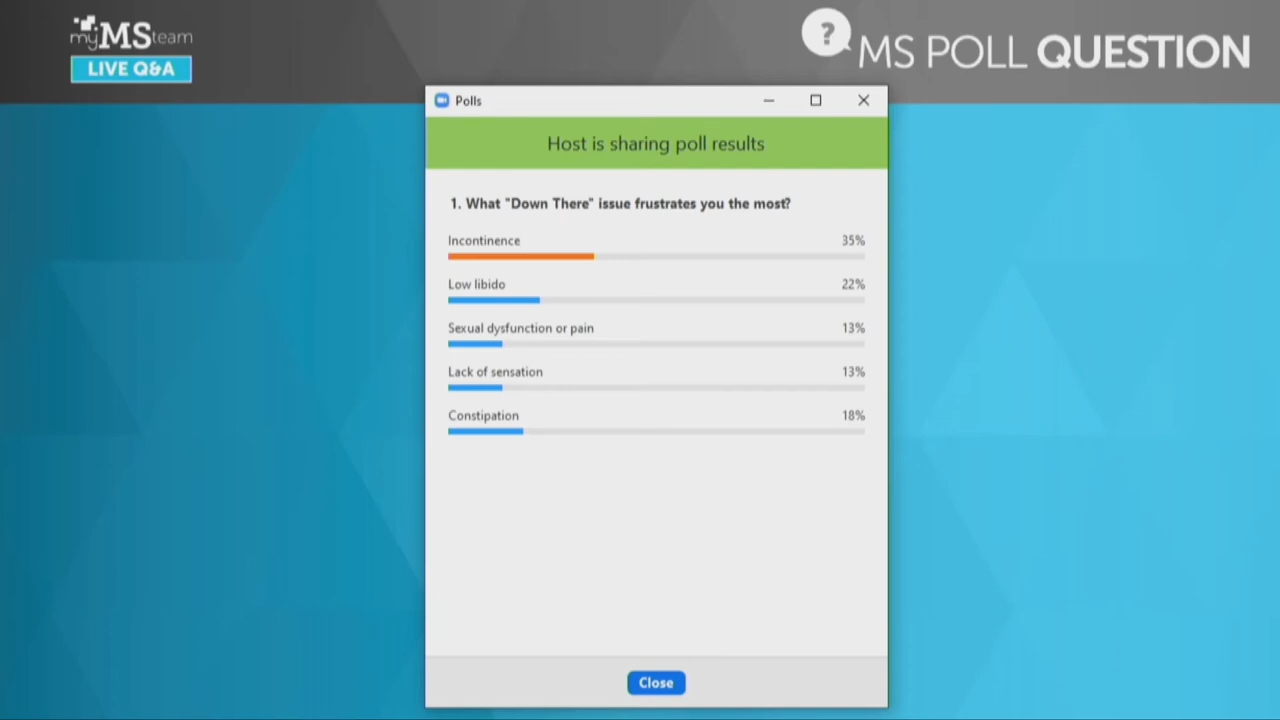 myMSteam
LIVE Q&A
?
MS POLL QUESTION
Polls
Host is sharing poll results
1. What "Down There" issue frustrates you the most?
Incontinence 35%
Low libido 22%
Sexual dysfunction or pain 13%
Lack of sensation 13%
Constipation 18%
Close